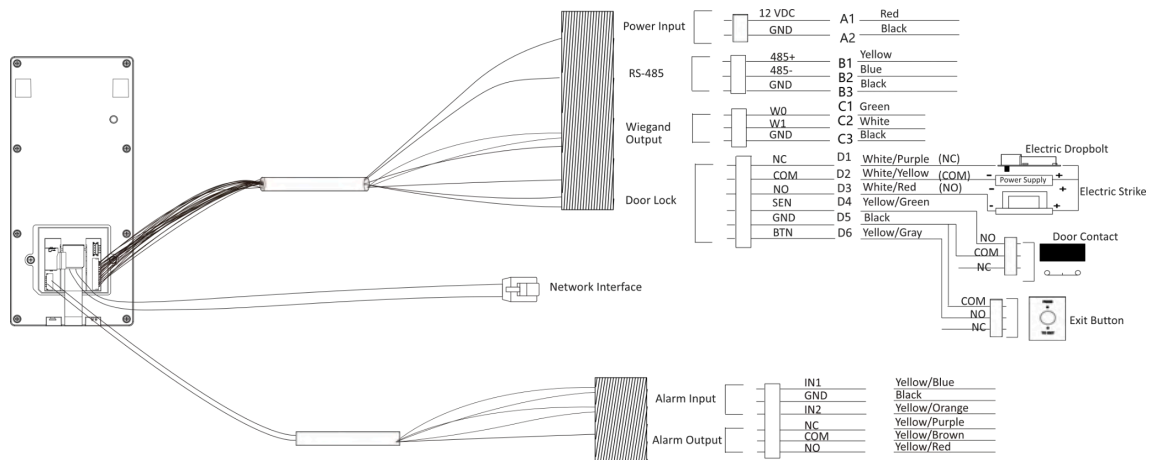 Power Input
12 VDC A1 Red
GND A2 Black
RS-485
485+ B1 Yellow
485- B2 Blue
GND B3 Black
Wiegand
Output
W0 C1 Green
W1 C2 White
GND C3 Black
Door Lock
NC D1 White/Purple (NC)
COM D2 White/Yellow (COM)
NO D3 White/Red (NO)
SEN D4 Yellow/Green
GND D5 Black
BTN D6 Yellow/Gray
Electric Dropbolt
- +
Power Supply
- +
Electric Strike
- +
NO
COM
NC
Door Contact
COM
NO
NC
Exit Button
Network Interface
Alarm Input
IN1 Yellow/Blue
GND Black
IN2 Yellow/Orange
Alarm Output
NC Yellow/Purple
COM Yellow/Brown
NO Yellow/Red